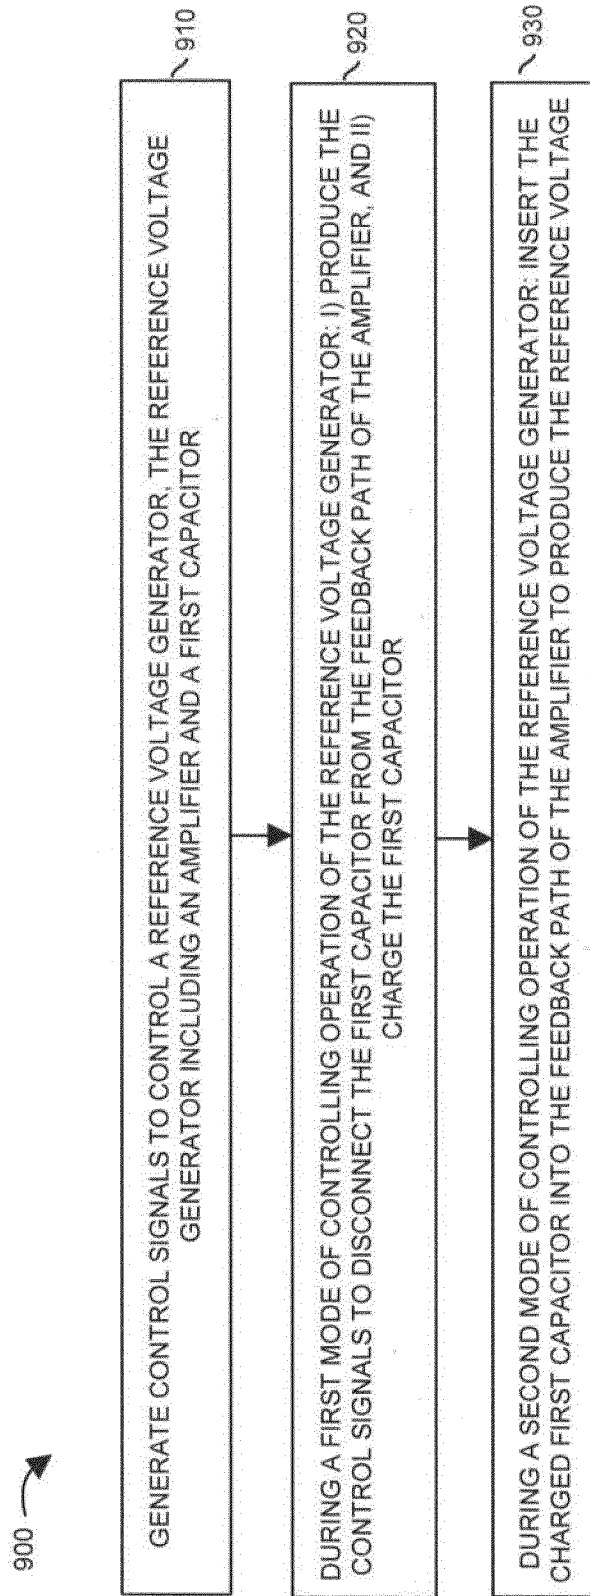 900
GENERATE CONTROL SIGNALS TO CONTROL A REFERENCE VOLTAGE GENERATOR, THE REFERENCE VOLTAGE
GENERATOR INCLUDING AN AMPLIFIER AND A FIRST CAPACITOR
910
DURING A FIRST MODE OF CONTROLLING OPERATION OF THE REFERENCE VOLTAGE GENERATOR: I) PRODUCE THE
CONTROL SIGNALS TO DISCONNECT THE FIRST CAPACITOR FROM THE FEEDBACK PATH OF THE AMPLIFIER, AND II)
CHARGE THE FIRST CAPACITOR
920
DURING A SECOND MODE OF CONTROLLING OPERATION OF THE REFERENCE VOLTAGE GENERATOR: INSERT THE
CHARGED FIRST CAPACITOR INTO THE FEEDBACK PATH OF THE AMPLIFIER TO PRODUCE THE REFERENCE VOLTAGE
930